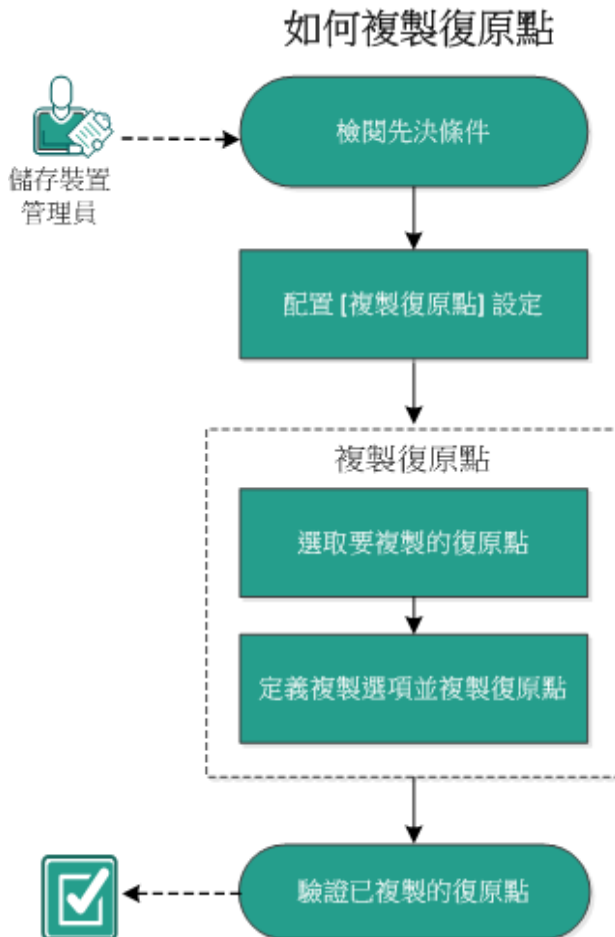 如何複製復原點
檢閱先決條件
儲存裝置
管理員
配置 [複製復原點] 設定
複製復原點
選取要複製的復原點
定義複製選項並複製復原點
驗證已複製的復原點